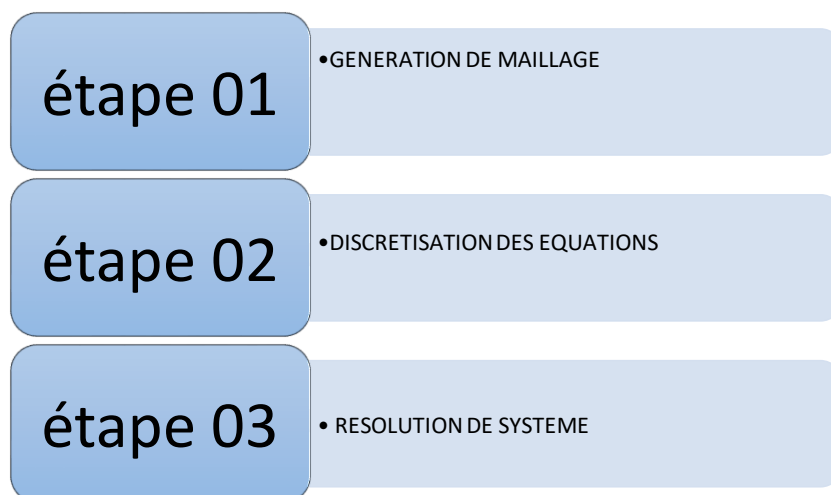 étape 01
•GENERATION DE MAILLAGE
étape 02
•DISCRETISATION DES EQUATIONS
étape 03
• RESOLUTION DE SYSTEME